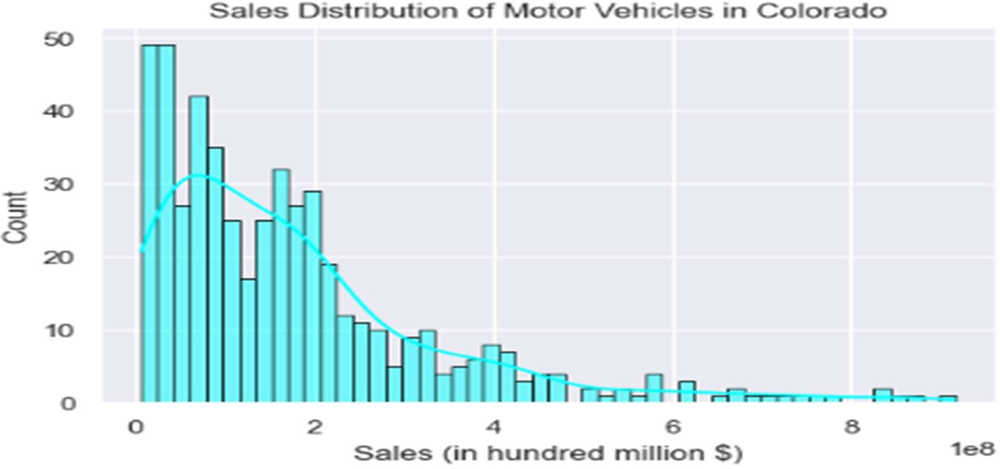 Sales Distribution of Motor Vehicles in Colorado
50
40
30
20
10
0
Count
0 2 4 6 8
1e8
Sales (in hundred million $)